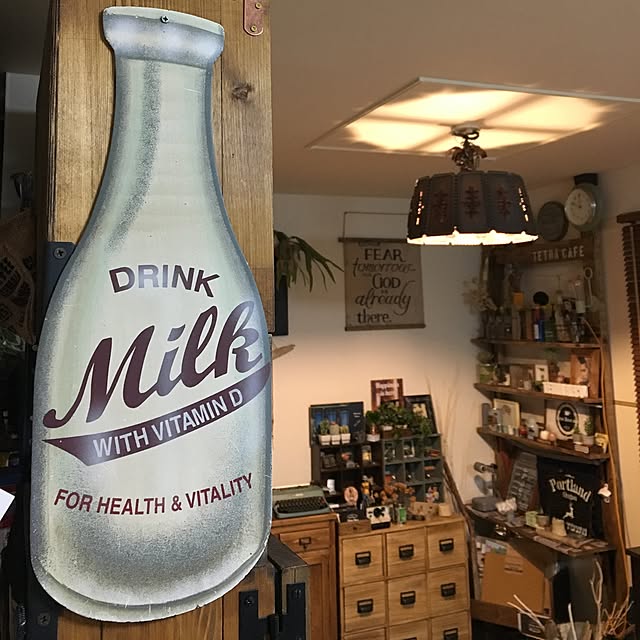 DRINK
Milk
WITH VITAMIN D
FOR HEALTH & VITALITY
FEAR
tomorrow
GOD
is
already
there.
TETRA CAFE
Portland